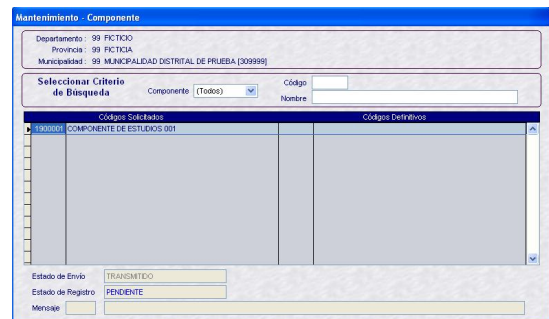 Mantenimiento - Componente
Departamento : 99 FICTICIO
Provincia : 99 FICTICIA
Municipalidad : 99 MUNICIPALIDAD DISTRITAL DE PRUEBA [309999]
Seleccionar Criterio
de Búsqueda
Componente (Todos)
Código
Nombre
Códigos Solicitados Códigos Definitivos
1900001 COMPONENTE DE ESTUDIOS 001
Estado de Envío TRANSMITIDO
Estado de Registro PENDIENTE
Mensaje